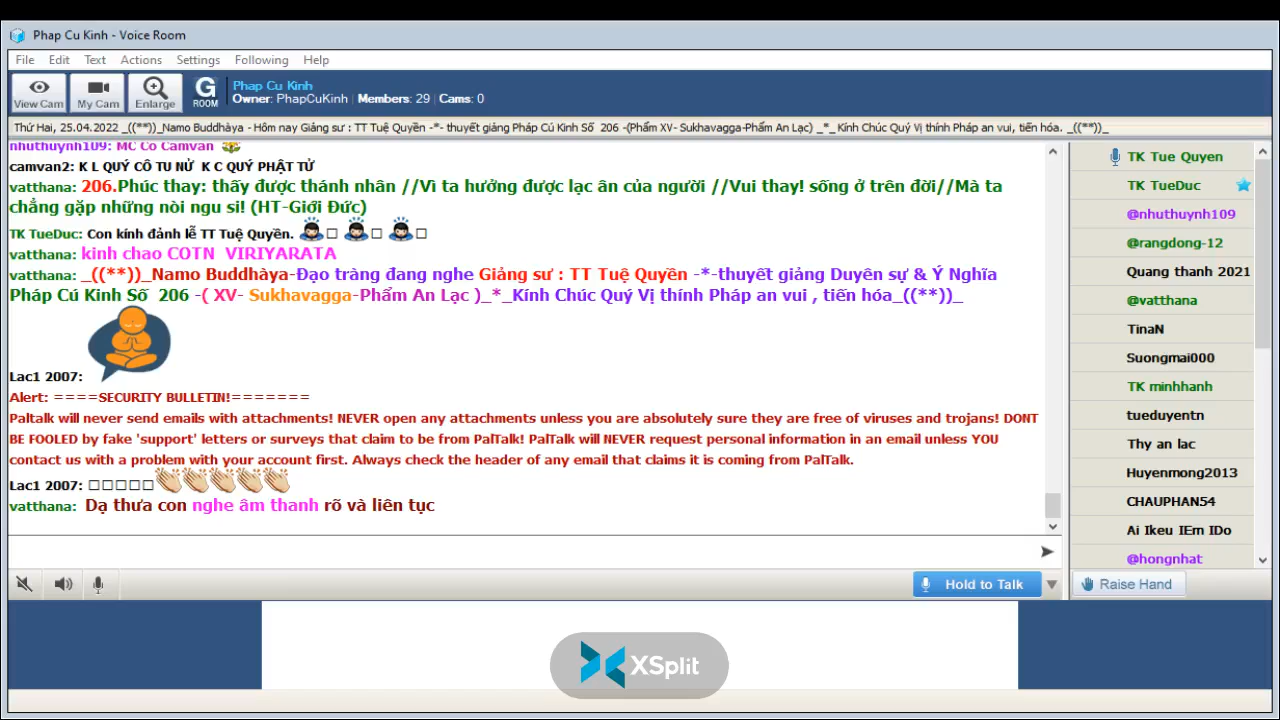 Phap Cu Kinh - Voice Room
File Edit Text Actions Settings Following Help
View Cam My Cam Enlarge G ROOM
Phap Cu Kinh
Owner: PhapCuKinh | Members: 29 | Cams: 0
Thứ Hai, 25.04.2022 _((**))_Namo Buddhàya - Hôm nay Giảng sư : TT Tuệ Quyền -*- thuyết giảng Pháp Cú Kinh Số 206 -(Phẩm XV- Sukhavagga-Phẩm An Lạc) _*_ Kính Chúc Quý Vị thính Pháp an vui, tiến hóa. _((**))_
nhuthuynh109: MC Co Camvan
camvan2: K L QUÝ CÔ TU NỬ K C QUÝ PHẬT TỬ
vatthana: 206.Phúc thay: thấy được thánh nhân //Vì ta hưởng được lạc ân của người //Vui thay! sống ở trên đời//Mà ta
chẳng gặp những nòi ngu si! (HT-Giới Đức)
TK TueDuc: Con kính đảnh lễ TT Tuệ Quyền.
vatthana: kinh chao COTN VIRIYARATA
vatthana: _((**))_Namo Buddhàya-Đạo tràng đang nghe Giảng sư : TT Tuệ Quyền -*-thuyết giảng Duyên sự & Ý Nghĩa
Pháp Cú Kinh Số 206 -( XV- Sukhavagga-Phẩm An Lạc )_*_Kính Chúc Quý Vị thính Pháp an vui , tiến hóa_((**))_
Lac1 2007:
Alert: ====SECURITY BULLETIN!=======
Paltalk will never send emails with attachments! NEVER open any attachments unless you are absolutely sure they are free of viruses and trojans! DONT
BE FOOLED by fake 'support' letters or surveys that claim to be from PalTalk! PalTalk will NEVER request personal information in an email unless YOU
contact us with a problem with your account first. Always check the header of any email that claims it is coming from PalTalk.
Lac1 2007:
vatthana: Dạ thưa con nghe âm thanh rõ và liên tục
Hold to Talk
TK Tue Quyen
TK TueDuc
@nhuthuynh109
@rangdong-12
Quang thanh 2021
@vatthana
TinaN
Suongmai000
TK minhhanh
tueduyentn
Thy an lac
Huyenmong2013
CHAUPHAN54
Ai Ikeu IEm IDo
@hongnhat
Raise Hand
XSplit